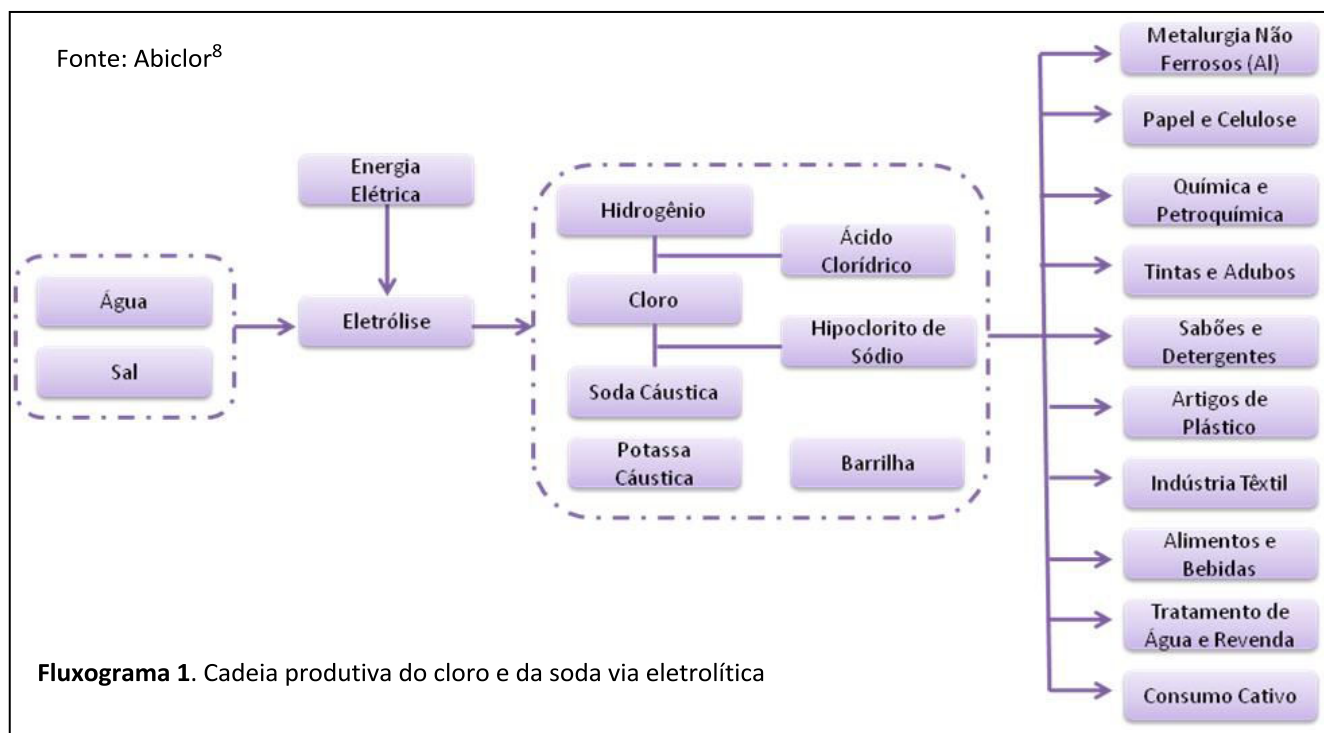 Fonte: Abiclor⁸
Água
Sal
Energia
Elétrica
Eletrólise
Hidrogênio
Cloro
Soda Cáustica
Potassa
Cáustica
Ácido
Clorídrico
Hipoclorito de
Sódio
Barrilha
Metalurgia Não
Ferrosos (Al)
Papel e Celulose
Química e
Petroquímica
Tintas e Adubos
Sabões e
Detergentes
Artigos de
Plástico
Indústria Têxtil
Alimentos e
Bebidas
Tratamento de
Água e Revenda
Consumo Cativo
Fluxograma 1. Cadeia produtiva do cloro e da soda via eletrolítica